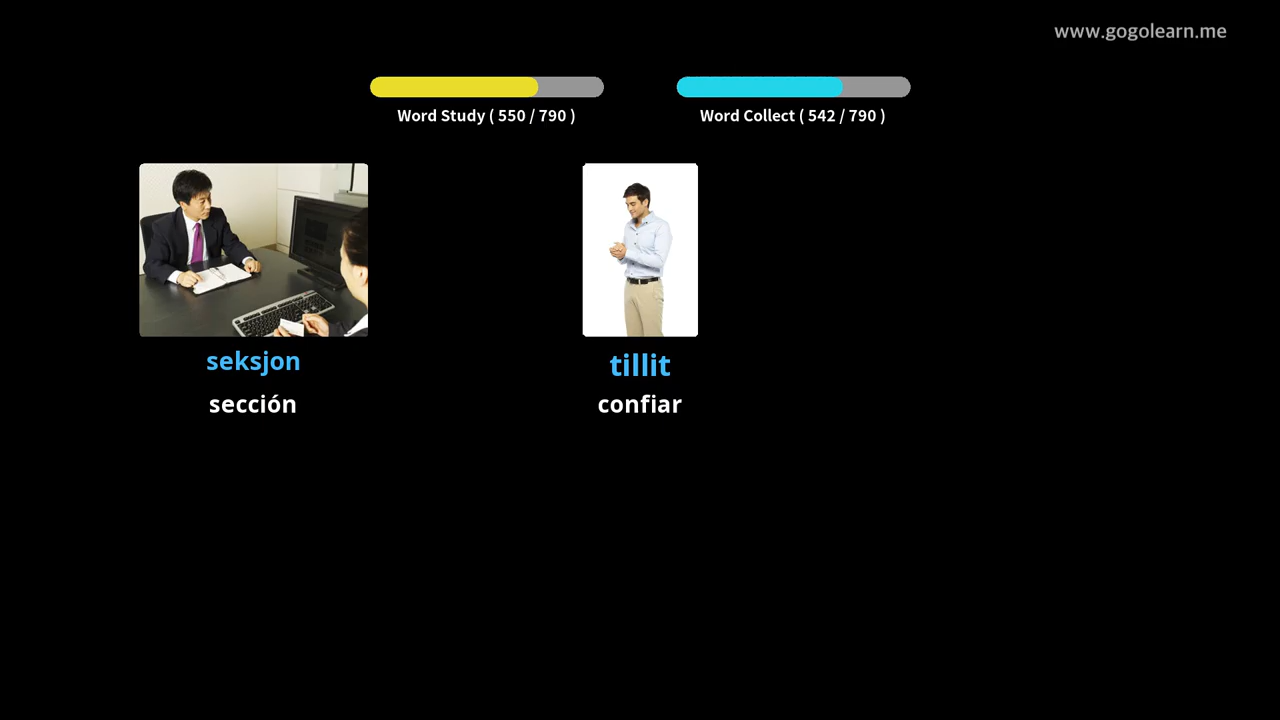 www.gogolearn.me
Word Study ( 550 / 790 )
Word Collect ( 542 / 790 )
seksjon
sección
tillit
confiar